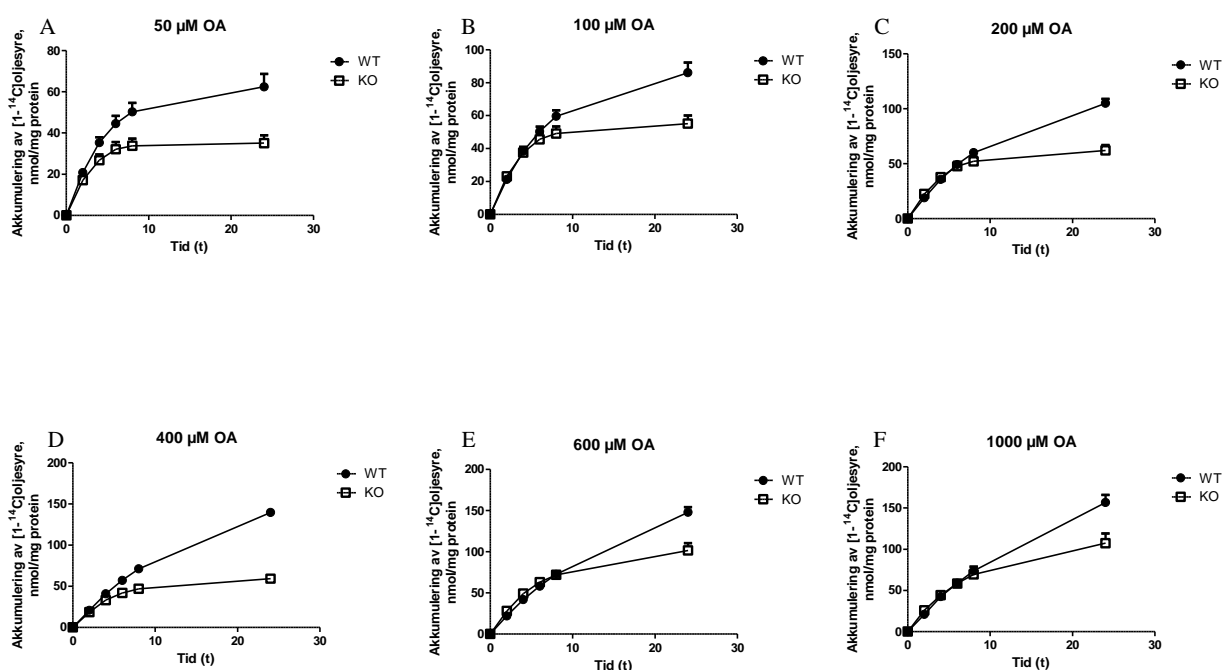 A
50 µM OA
Akkumulering av [1-¹⁴C]oljesyre,
nmol/mg protein
80
60
40
20
0
0 10 20 30
Tid (t)
WT
KO
B
100 µM OA
Akkumulering av [1-¹⁴C]oljesyre,
nmol/mg protein
100
80
60
40
20
0
0 10 20 30
Tid (t)
WT
KO
C
200 µM OA
Akkumulering av [1-¹⁴C]oljesyre,
nmol/mg protein
150
100
50
0
0 10 20 30
Tid (t)
WT
KO
D
400 µM OA
Akkumulering av [1-¹⁴C]oljesyre,
nmol/mg protein
200
150
100
50
0
0 10 20 30
Tid (t)
WT
KO
E
600 µM OA
Akkumulering av [1-¹⁴C]oljesyre,
nmol/mg protein
200
150
100
50
0
0 10 20 30
Tid (t)
WT
KO
F
1000 µM OA
Akkumulering av [1-¹⁴C]oljesyre,
nmol/mg protein
200
150
100
50
0
0 10 20 30
Tid (t)
WT
KO